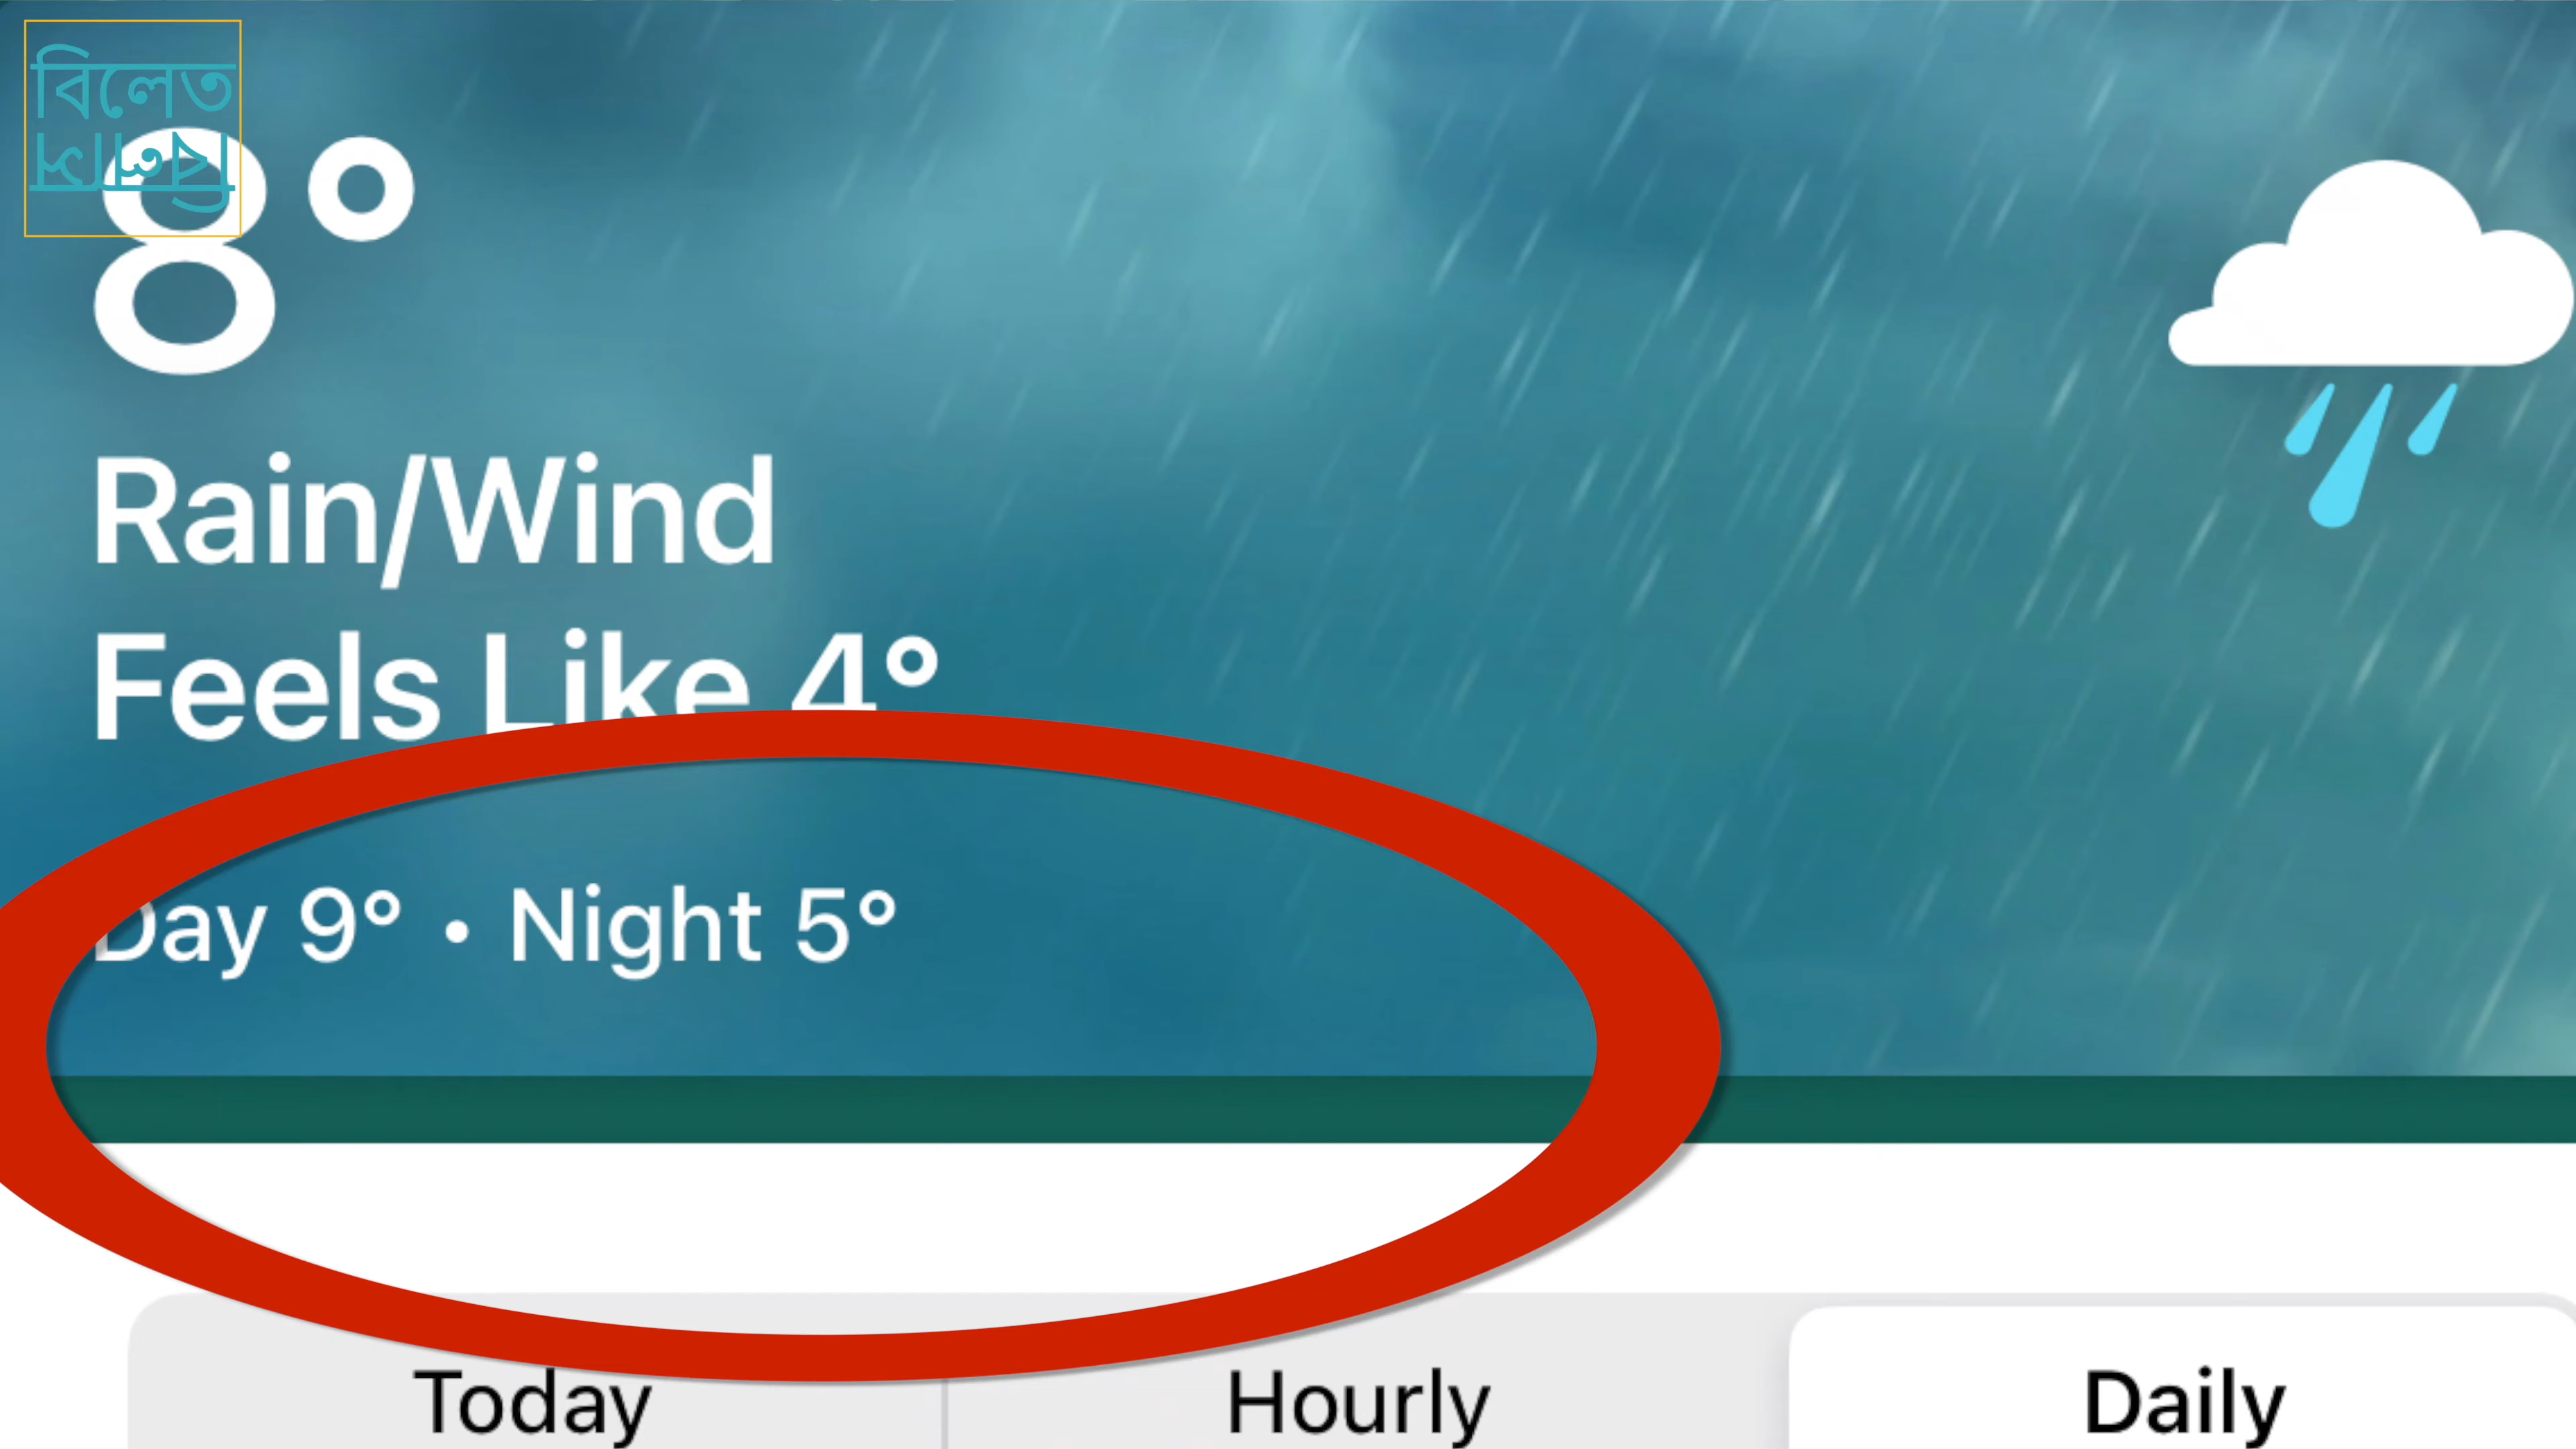 বিলেত
8°
Rain/Wind
Feels Like 4°
Day 9° • Night 5°
Today
Hourly
Daily